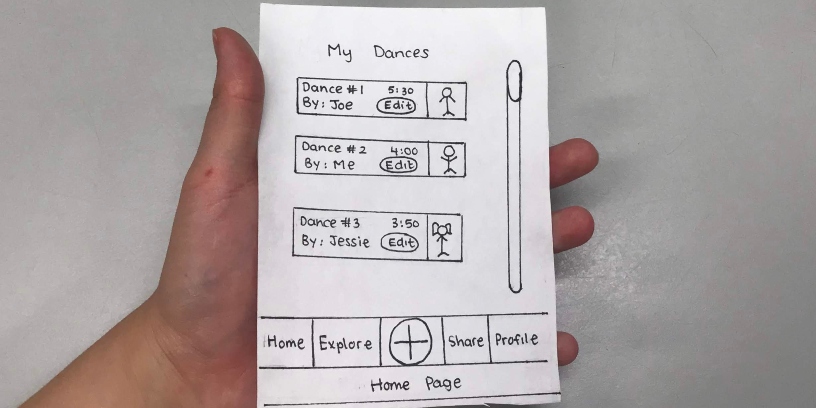 My Dances
Dance #1 5:30
By: Joe Edit
Dance #2 4:00
By: Me Edit
Dance #3 3:50
By: Jessie Edit
Home Explore Share Profile
Home Page